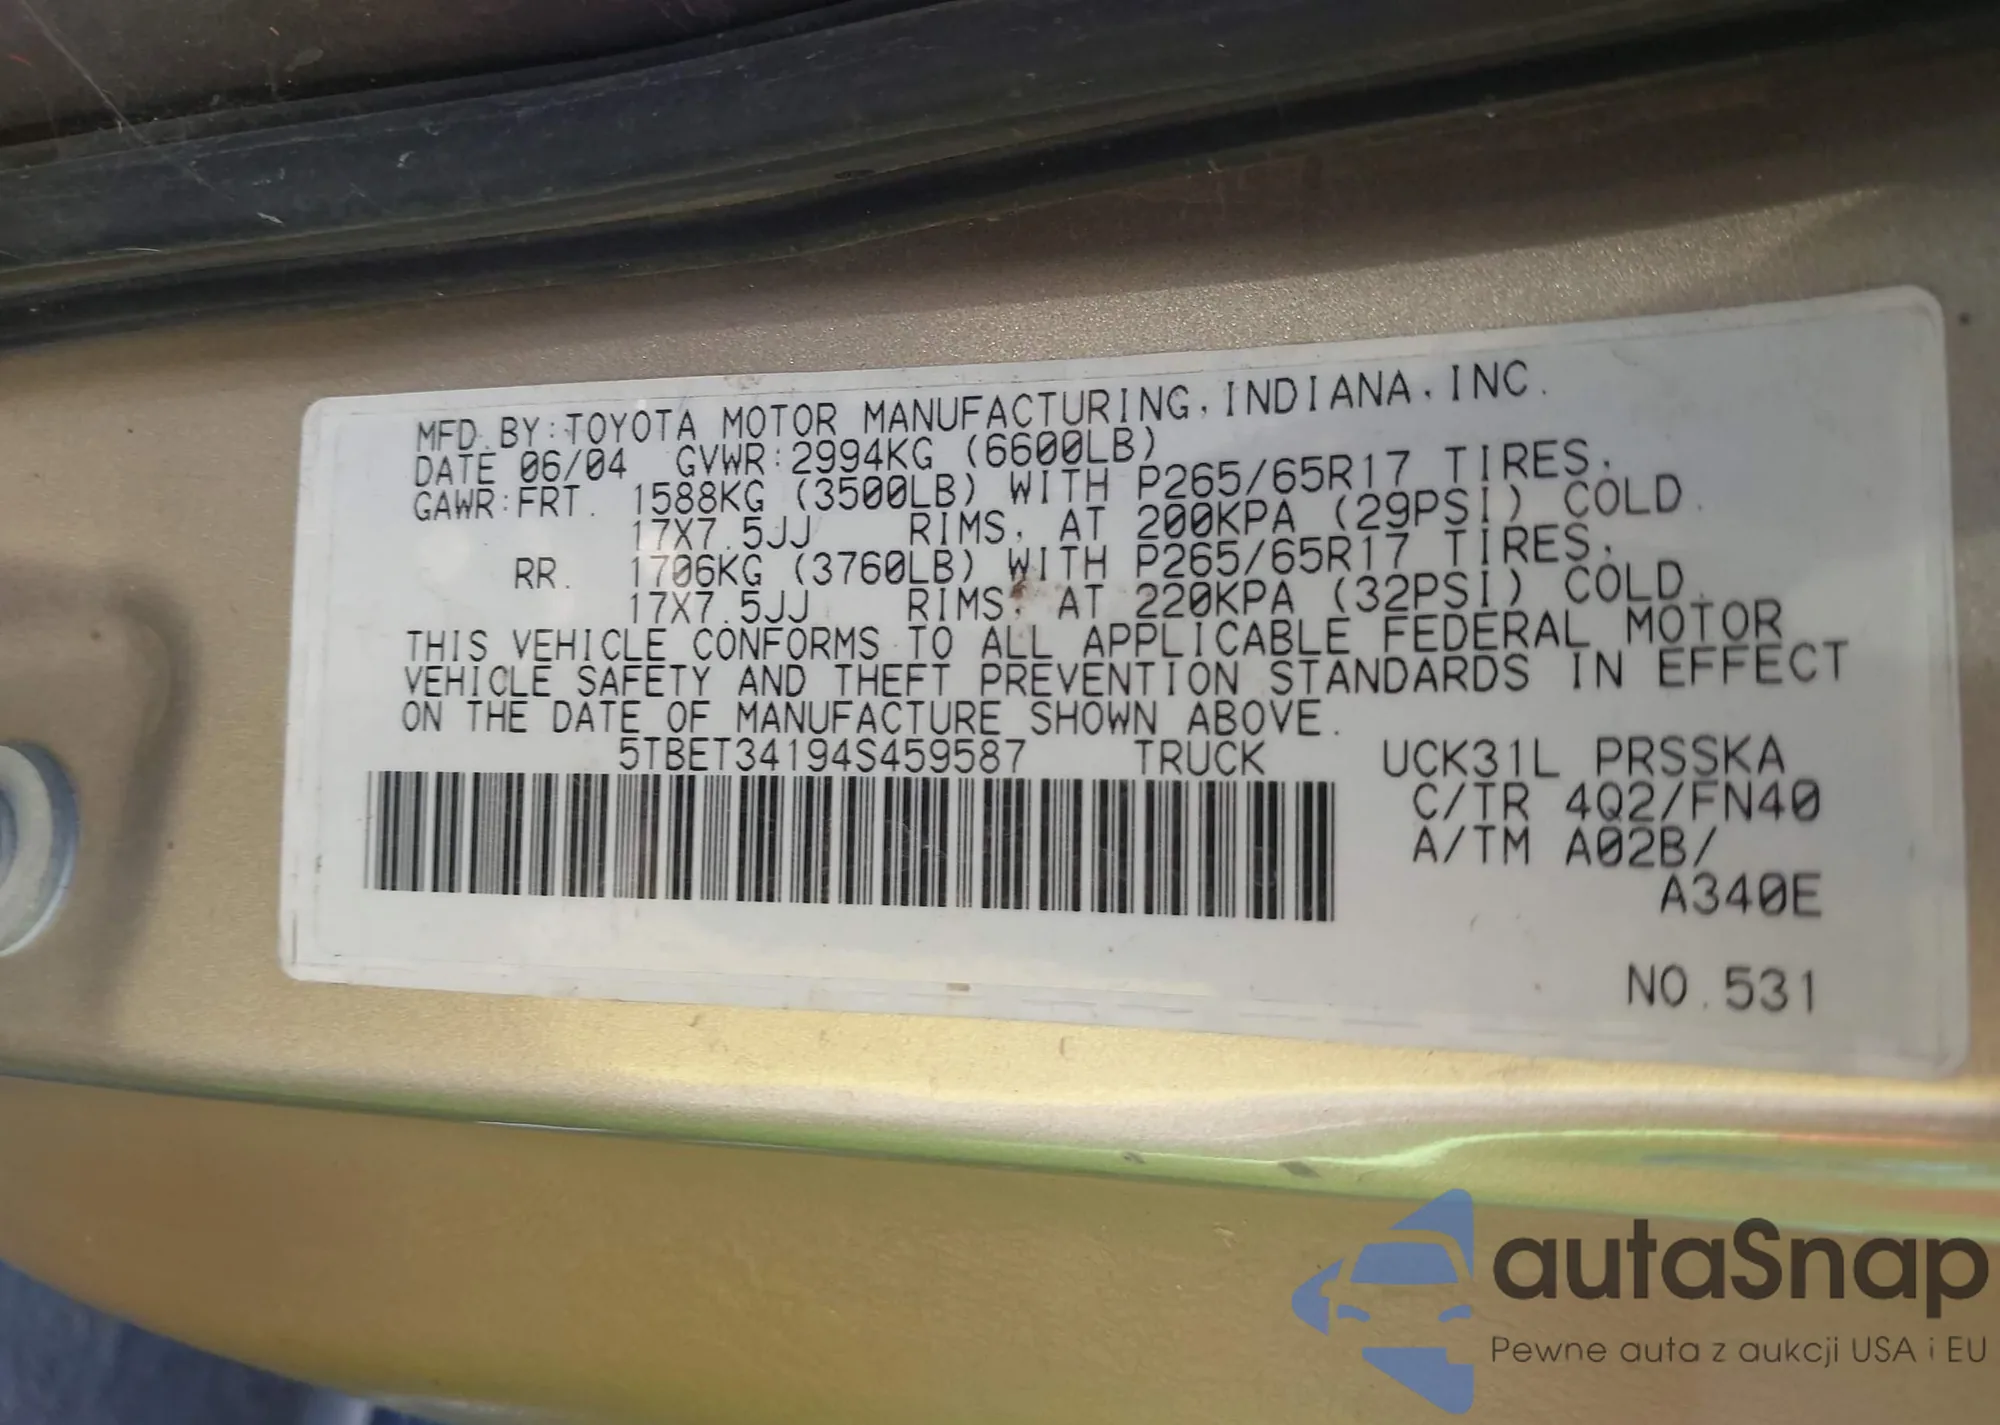 MFD. BY: TOYOTA MOTOR MANUFACTURING, INDIANA, INC.
DATE 06/04 GVWR: 2994KG (6600LB)
GAWR: FRT. 1588KG (3500LB) WITH P265/65R17 TIRES,
17X7.5JJ RIMS, AT 200KPA (29PSI) COLD.
RR. 1706KG (3760LB) WITH P265/65R17 TIRES,
17X7.5JJ RIMS, AT 220KPA (32PSI) COLD.
THIS VEHICLE CONFORMS TO ALL APPLICABLE FEDERAL MOTOR
VEHICLE SAFETY AND THEFT PREVENTION STANDARDS IN EFFECT
ON THE DATE OF MANUFACTURE SHOWN ABOVE.
5TBET34194S459587 TRUCK UCK31L PRSSKA
C/TR 4Q2/FN40
A/TM A02B/
A340E
NO.531
autaSnap
Pewne auta z aukcji USA i EU